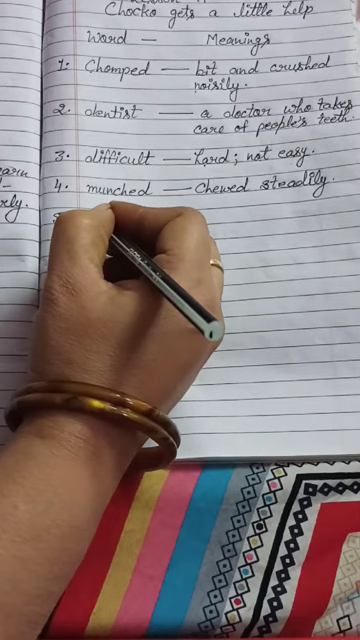 Chocko gets a little help
Word — Meanings
1. Chomped — bit and crushed
noisily.
2. dentist — a doctor who takes
care of people's teeth.
3. difficult — hard; not easy.
4. munched — Chewed steadily.